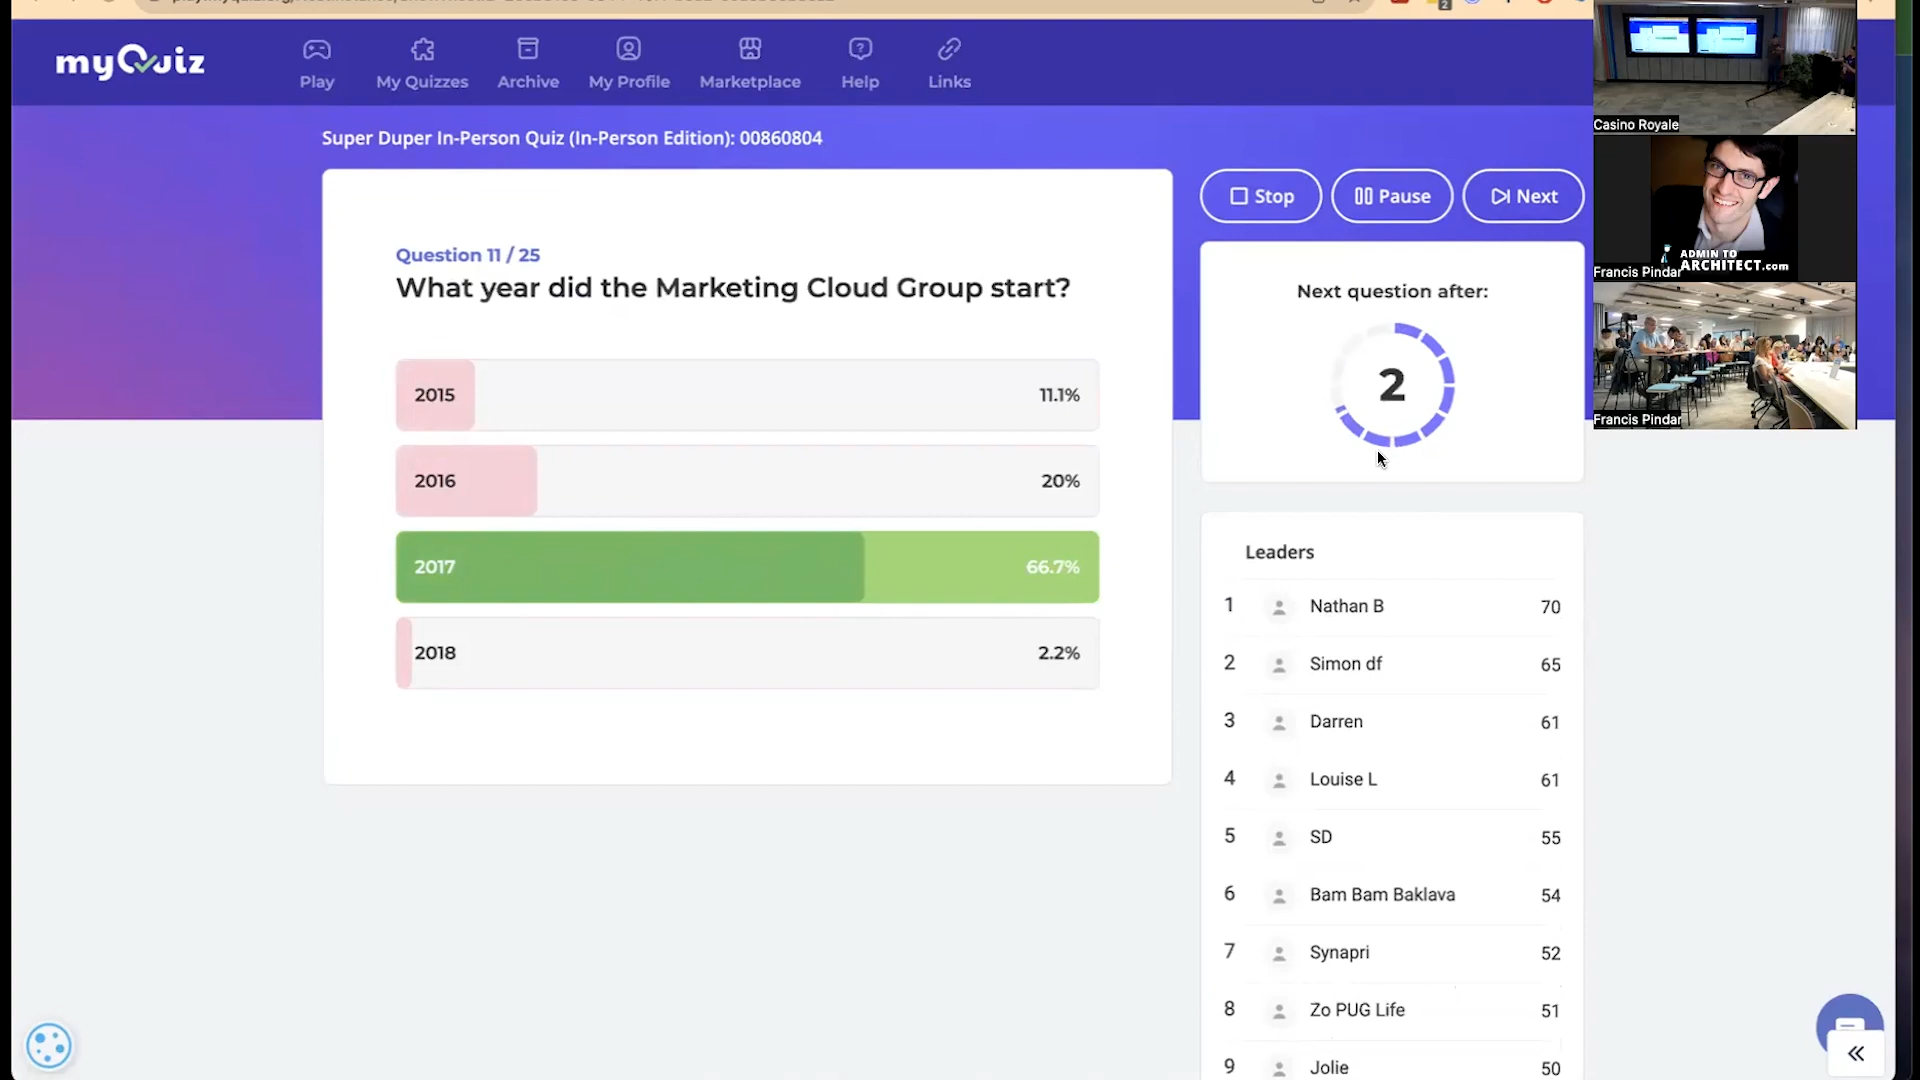 myQuiz
Play
My Quizzes
Archive
My Profile
Marketplace
Help
Links
2
Super Duper In-Person Quiz (In-Person Edition): 00860804
Stop
Pause
Next
Question 11 / 25
What year did the Marketing Cloud Group start?
2015 11.1%
2016 20%
2017 66.7%
2018 2.2%
Next question after:
2
Leaders
1 Nathan B 70
2 Simon df 65
3 Darren 61
4 Louise L 61
5 SD 55
6 Bam Bam Baklava 54
7 Synapri 52
8 Zo PUG Life 51
9 Jolie 50
Casino Royale
ADMIN TO
ARCHITECT.com
Francis Pindar
Francis Pindar